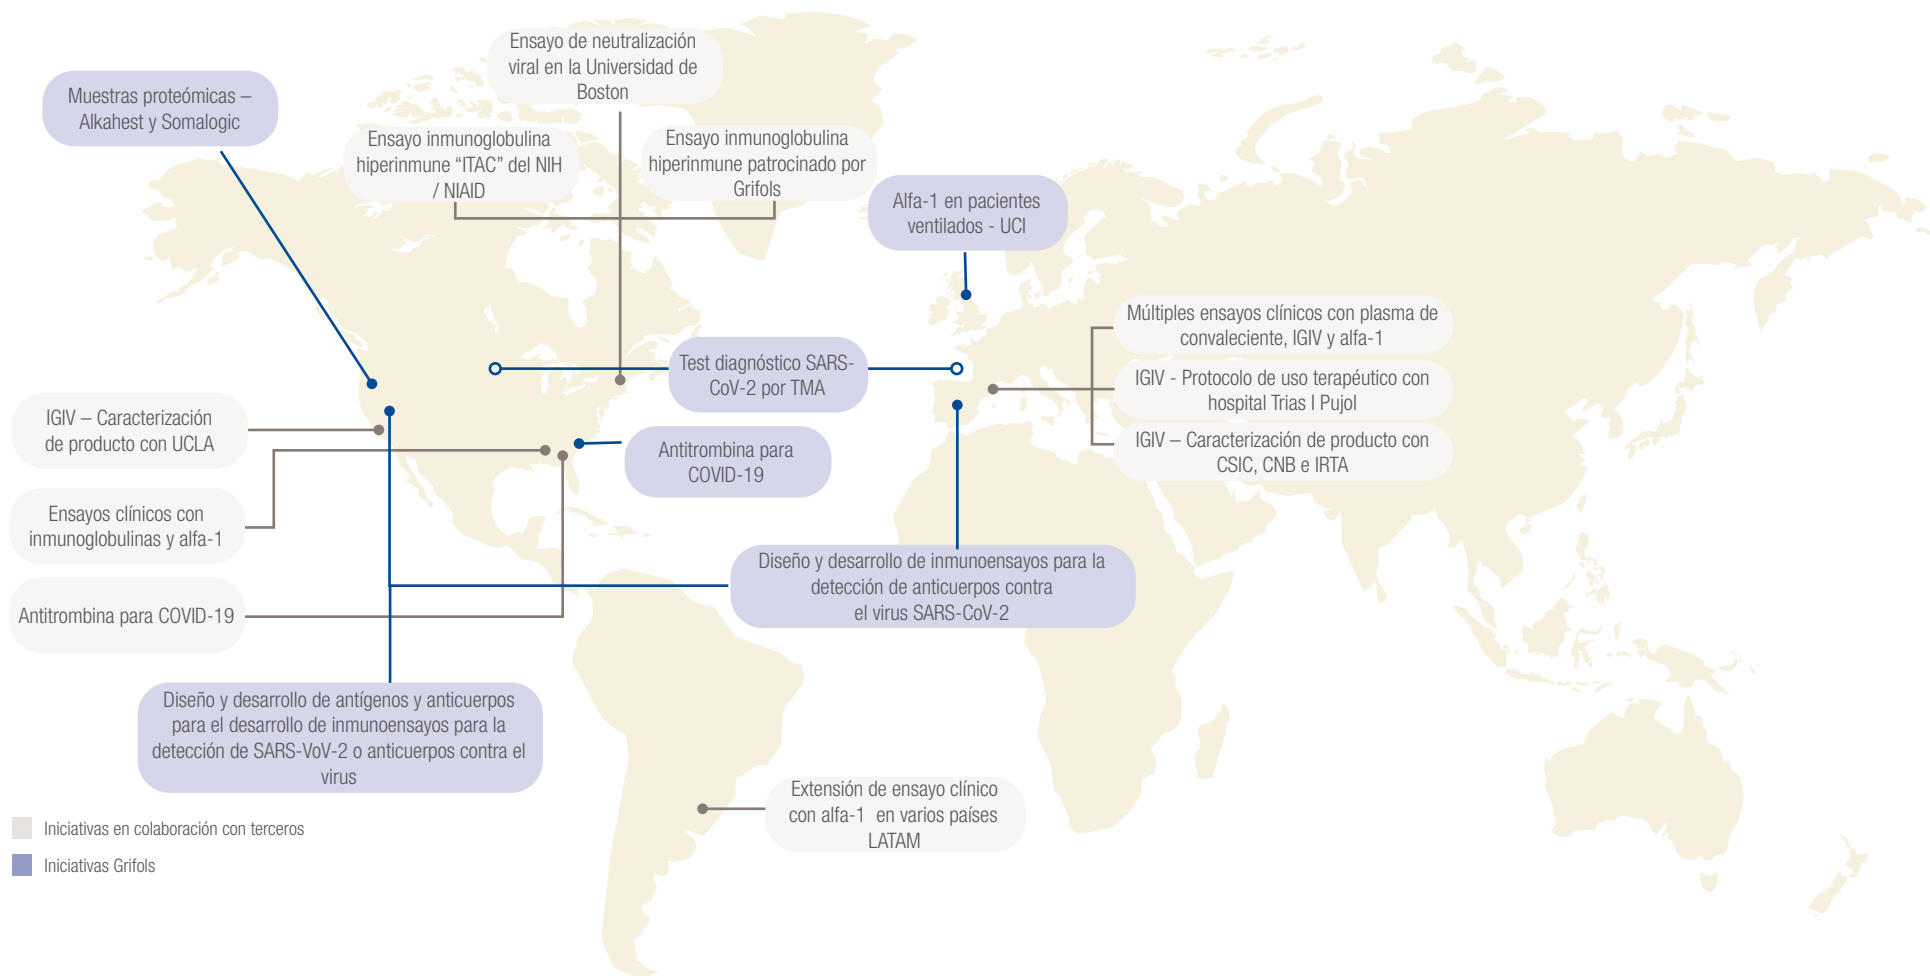 Ensayo de neutralización
viral en la Universidad de
Boston
Muestras proteómicas –
Alkahest y Somalogic
Ensayo inmunoglobulina
hiperinmune “ITAC” del NIH
/ NIAID
Ensayo inmunoglobulina
hiperinmune patrocinado por
Grifols
Alfa-1 en pacientes
ventilados - UCI
Múltiples ensayos clínicos con plasma de
convaleciente, IGIV y alfa-1
Test diagnóstico SARS-
CoV-2 por TMA
IGIV - Protocolo de uso terapéutico con
hospital Trias I Pujol
IGIV – Caracterización
de producto con UCLA
IGIV – Caracterización de producto con
CSIC, CNB e IRTA
Antitrombina para
COVID-19
Ensayos clínicos con
inmunoglobulinas y alfa-1
Diseño y desarrollo de inmunoensayos para la
detección de anticuerpos contra
el virus SARS-CoV-2
Antitrombina para COVID-19
Diseño y desarrollo de antígenos y anticuerpos
para el desarrollo de inmunoensayos para la
detección de SARS-VoV-2 o anticuerpos contra el
virus
Extensión de ensayo clínico
con alfa-1 en varios países
LATAM
Iniciativas en colaboración con terceros
Iniciativas Grifols